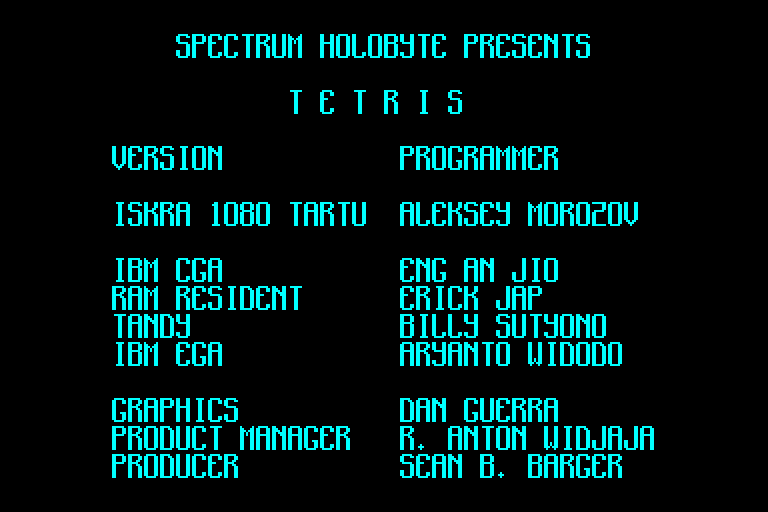 SPECTRUM HOLOBYTE PRESENTS
T E T R I S
VERSION PROGRAMMER
ISKRA 1080 TARTU ALEKSEY MOROZOV
IBM CGA ENG AN JIO
RAM RESIDENT ERICK JAP
TANDY BILLY SUTYONO
IBM EGA ARYANTO WIDODO
GRAPHICS DAN GUERRA
PRODUCT MANAGER R. ANTON WIDJAJA
PRODUCER SEAN B. BARGER